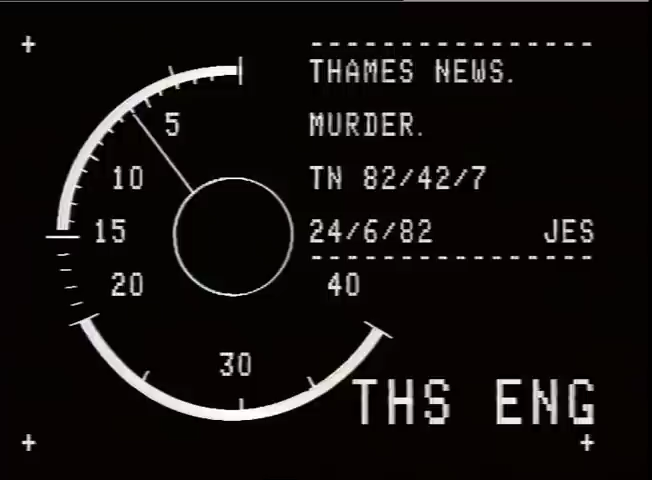 THAMES NEWS.
MURDER.
TN 82/42/7
24/6/82 JES
5
10
15
20
30
40
THS ENG